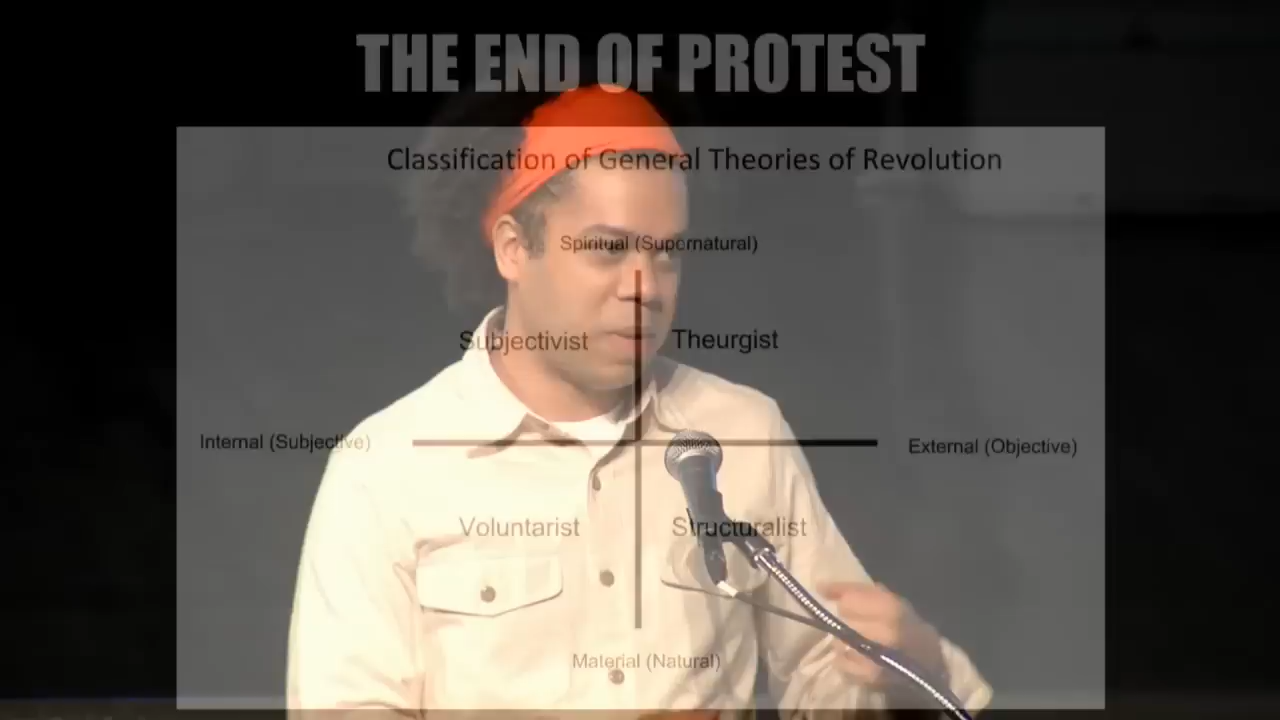 THE END OF PROTEST
Classification of General Theories of Revolution
Spiritual (Supernatural)
Subjectivist
Theurgist
Internal (Subjective)
External (Objective)
Voluntarist
Structuralist
Material (Natural)